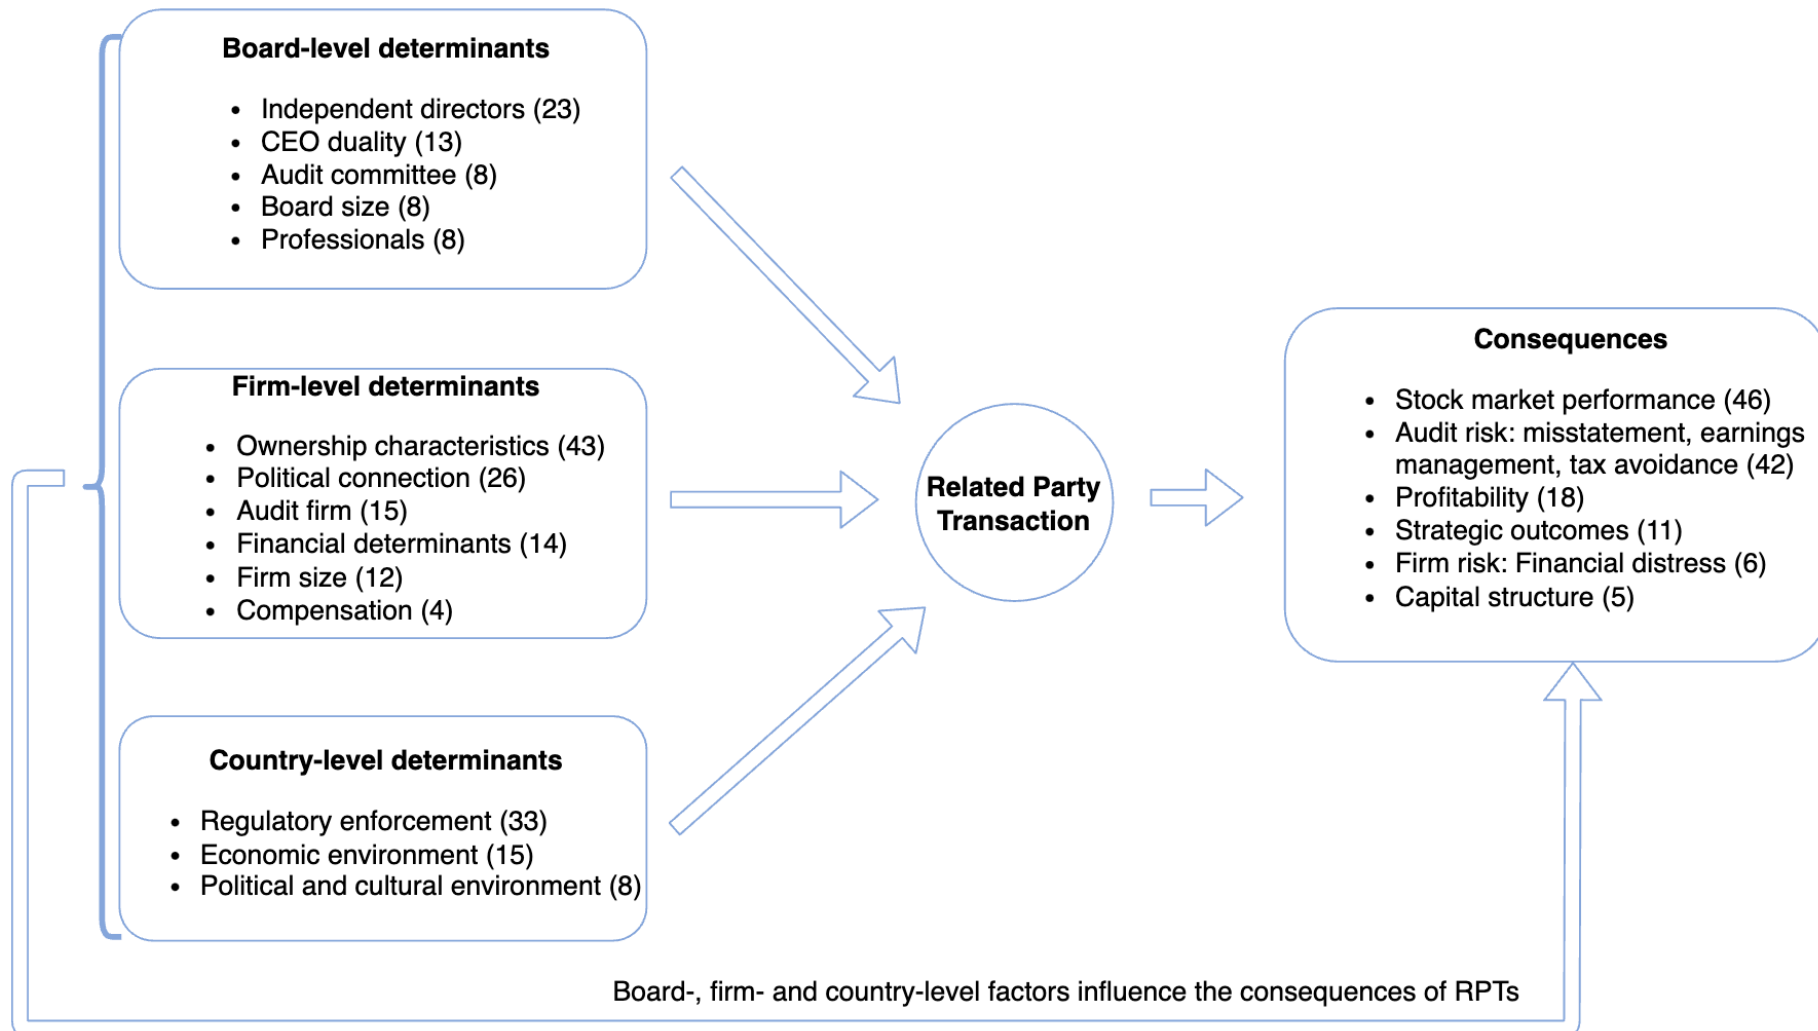 Board-level determinants
• Independent directors (23)
• CEO duality (13)
• Audit committee (8)
• Board size (8)
• Professionals (8)
Firm-level determinants
• Ownership characteristics (43)
• Political connection (26)
• Audit firm (15)
• Financial determinants (14)
• Firm size (12)
• Compensation (4)
Country-level determinants
• Regulatory enforcement (33)
• Economic environment (15)
• Political and cultural environment (8)
Related Party
Transaction
Consequences
• Stock market performance (46)
• Audit risk: misstatement, earnings
management, tax avoidance (42)
• Profitability (18)
• Strategic outcomes (11)
• Firm risk: Financial distress (6)
• Capital structure (5)
Board-, firm- and country-level factors influence the consequences of RPTs